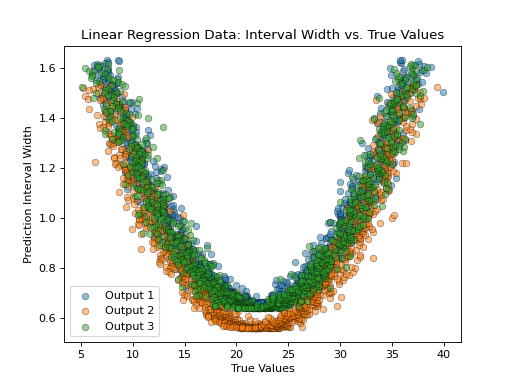 Linear Regression Data: Interval Width vs. True Values
Prediction Interval Width
1.6
1.4
1.2
1.0
0.8
0.6
Output 1
Output 2
Output 3
5 10 15 20 25 30 35 40
True Values